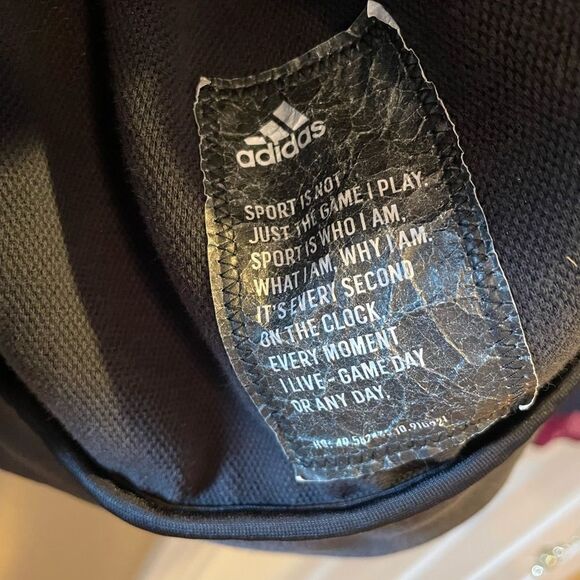 adidas
SPORT IS NOT
JUST THE GAME I PLAY.
SPORT IS WHO I AM.
WHAT I AM, WHY I AM.
IT'S EVERY SECOND
ON THE CLOCK.
EVERY MOMENT
I LIVE - GAME DAY
OR ANY DAY.